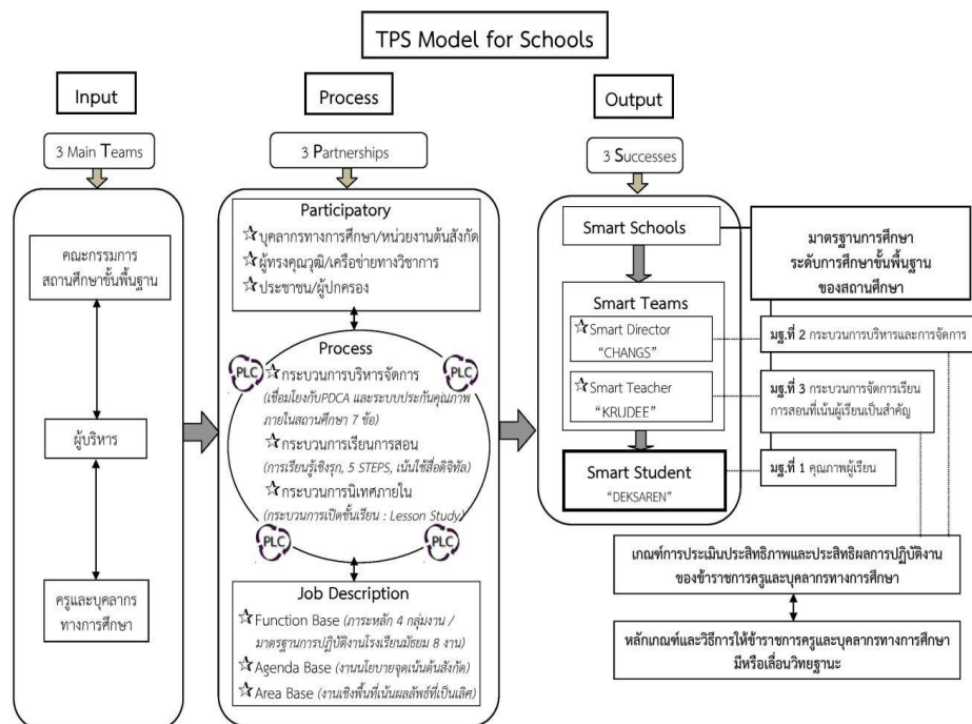 TPS Model for Schools
Input
Process
Output
3 Main Teams
3 Partnerships
3 Successes
คณะกรรมการ
สถานศึกษาขั้นพื้นฐาน
ผู้บริหาร
ครูและบุคลากร
ทางการศึกษา
Participatory
☆บุคลากรทางการศึกษา/หน่วยงานต้นสังกัด
☆ผู้ทรงคุณวุฒิ/เครือข่ายทางวิชาการ
☆ประชาชน/ผู้ปกครอง
PLC
PLC
Process
☆กระบวนการบริหารจัดการ
(เชื่อมโยงกับPDCA และระบบประกันคุณภาพ
ภายในสถานศึกษา 7 ข้อ)
☆กระบวนการเรียนการสอน
(การเรียนรู้เชิงรุก, 5 STEPS, เน้นใช้สื่อดิจิทัล)
☆กระบวนการนิเทศภายใน
(กระบวนการเปิดชั้นเรียน : Lesson Study)
PLC
PLC
Job Description
☆Function Base (ภาระหลัก 4 กลุ่มงาน /
มาตรฐานการปฏิบัติงานโรงเรียนมัธยม 8 งาน)
☆Agenda Base (งานนโยบายจุดเน้นต้นสังกัด)
☆Area Base (งานเชิงพื้นที่เน้นผลลัพธ์ที่เป็นเลิศ)
Smart Schools
Smart Teams
☆Smart Director
"CHANGS"
☆Smart Teacher
"KRUDEE"
Smart Student
"DEKSAREN"
มาตรฐานการศึกษา
ระดับการศึกษาขั้นพื้นฐาน
ของสถานศึกษา
มฐ.ที่ 2 กระบวนการบริหารและการจัดการ
มฐ.ที่ 3 กระบวนการจัดการเรียน
การสอนที่เน้นผู้เรียนเป็นสำคัญ
มฐ.ที่ 1 คุณภาพผู้เรียน
เกณฑ์การประเมินประสิทธิภาพและประสิทธิผลการปฏิบัติงาน
ของข้าราชการครูและบุคลากรทางการศึกษา
หลักเกณฑ์และวิธีการให้ข้าราชการครูและบุคลากรทางการศึกษา
มีหรือเลื่อนวิทยฐานะ